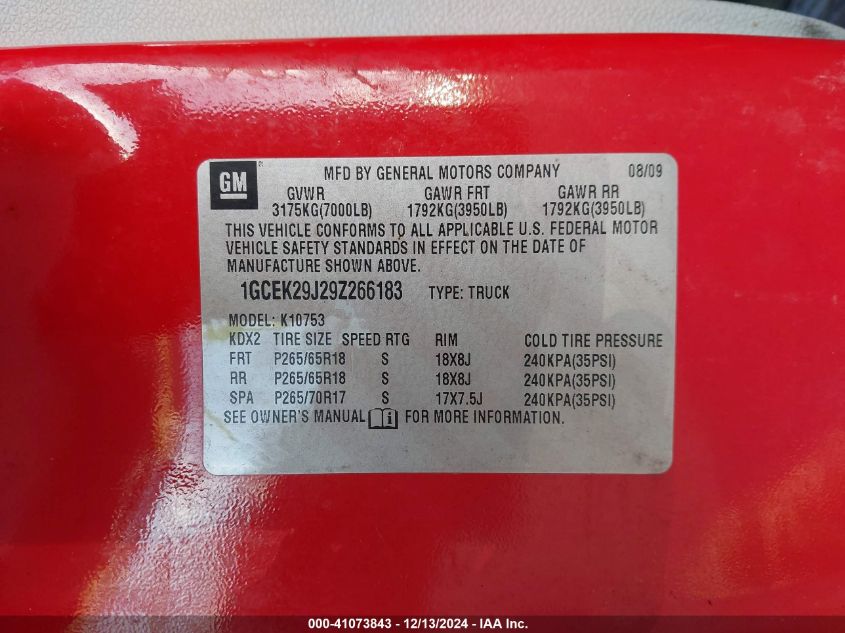 GM
MFD BY GENERAL MOTORS COMPANY 08/09
GVWR GAWR FRT GAWR RR
3175KG(7000LB) 1792KG(3950LB) 1792KG(3950LB)
THIS VEHICLE CONFORMS TO ALL APPLICABLE U.S. FEDERAL MOTOR
VEHICLE SAFETY STANDARDS IN EFFECT ON THE DATE OF
MANUFACTURE SHOWN ABOVE.
1GCEK29J29Z266183 TYPE: TRUCK
MODEL: K10753
KDX2 TIRE SIZE SPEED RTG RIM COLD TIRE PRESSURE
FRT P265/65R18 S 18X8J 240KPA(35PSI)
RR P265/65R18 S 18X8J 240KPA(35PSI)
SPA P265/70R17 S 17X7.5J 240KPA(35PSI)
SEE OWNER'S MANUAL i FOR MORE INFORMATION.
000-41073843 - 12/13/2024 - IAA Inc.